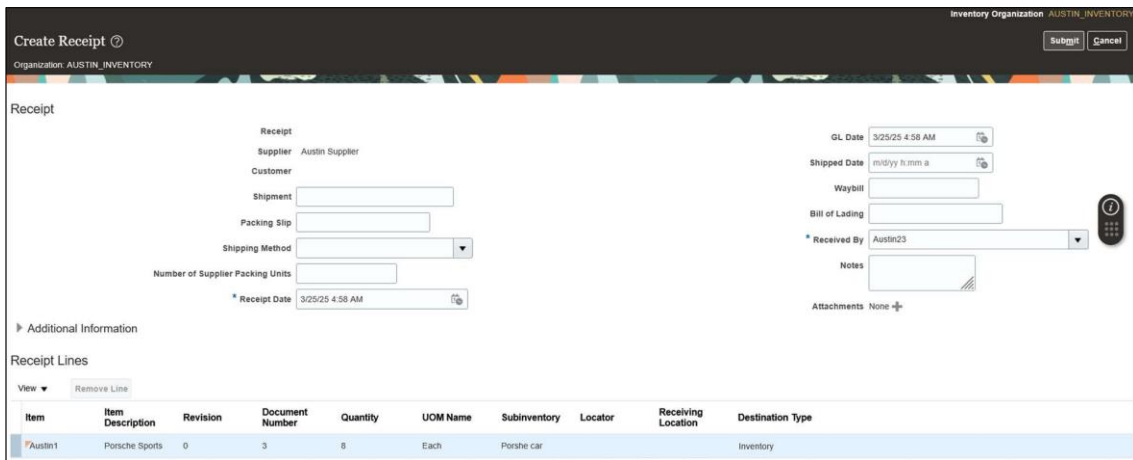 Inventory Organization AUSTIN_INVENTORY
Create Receipt
Submit Cancel
Organization: AUSTIN_INVENTORY
Receipt
Receipt
Supplier Austin Supplier
Customer
Shipment
Packing Slip
Shipping Method
Number of Supplier Packing Units
* Receipt Date 3/25/25 4:58 AM
GL Date 3/25/25 4:58 AM
Shipped Date m/d/yy h:mm a
Waybill
Bill of Lading
* Received By Austin23
Notes
Attachments None
Additional Information
Receipt Lines
View Remove Line
Item Item Description Revision Document Number Quantity UOM Name Subinventory Locator Receiving Location Destination Type
Austin1 Porsche Sports 0 3 8 Each Porshe car Inventory